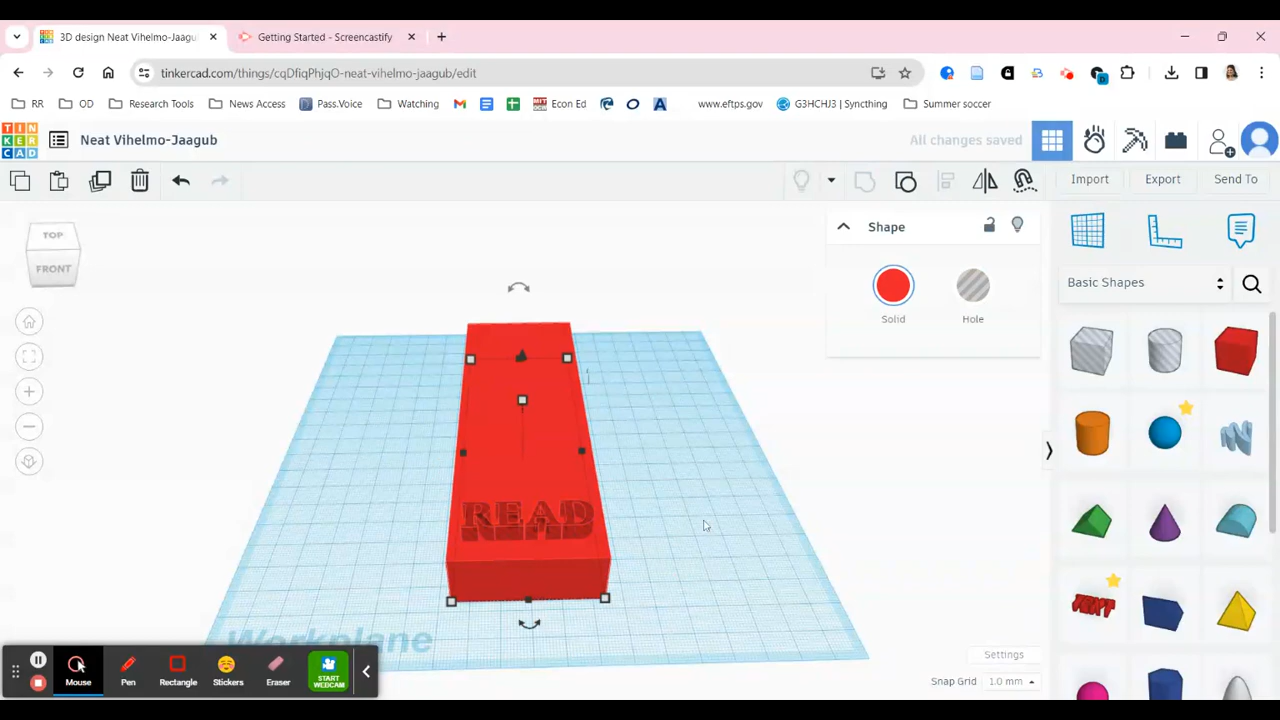 3D design Neat Vihelmo-Jaagu
Getting Started - Screencastify
tinkercad.com/things/cqDfiqPhjqO-neat-vihelmo-jaagub/edit
RR
OD
Research Tools
News Access
Pass.Voice
Watching
Econ Ed
www.eftps.gov
G3HCHJ3 | Syncthing
Summer soccer
TIN
KER
CAD
Neat Vihelmo-Jaagub
All changes saved
Import
Export
Send To
TOP
FRONT
Shape
Solid
Hole
Basic Shapes
TEXT
READ
Workplane
Settings
Snap Grid
1.0 mm
Mouse
Pen
Rectangle
Stickers
Eraser
START
WEBCAM